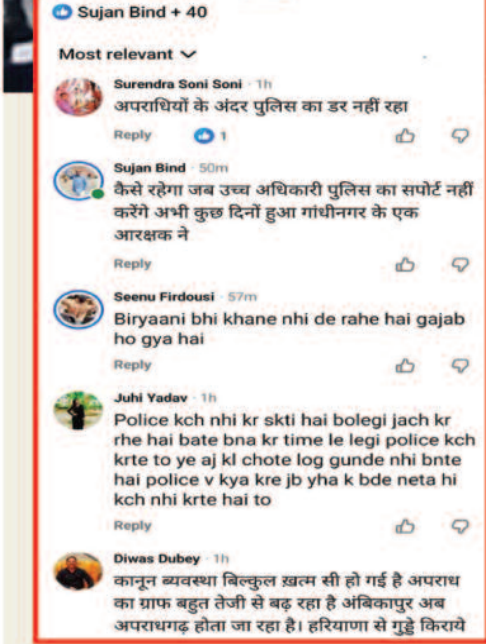 Sujan Bind + 40
Most relevant
Surendra Soni Soni · 1h
अपराधियों के अंदर पुलिस का डर नहीं रहा
Reply 1
Sujan Bind · 50m
कैसे रहेगा जब उच्च अधिकारी पुलिस का सपोर्ट नहीं
करेंगे अभी कुछ दिनों हुआ गांधीनगर के एक
आरक्षक ने
Reply
Seenu Firdousi · 57m
Biryaani bhi khane nhi de rahe hai gajab
ho gya hai
Reply
Juhi Yadav · 1h
Police kch nhi kr skti hai bolegi jach kr
rhe hai bate bna kr time le legi police kch
krte to ye aj kl chote log gunde nhi bnte
hai police v kya kre jb yha k bde neta hi
kch nhi krte hai to
Reply
Diwas Dubey · 1h
कानून ब्यवस्था बिल्कुल ख़त्म सी हो गई है अपराध
का ग्राफ बहुत तेजी से बढ़ रहा है अंबिकापुर अब
अपराधगढ़ होता जा रहा है। हरियाणा से गुड्डे किराये